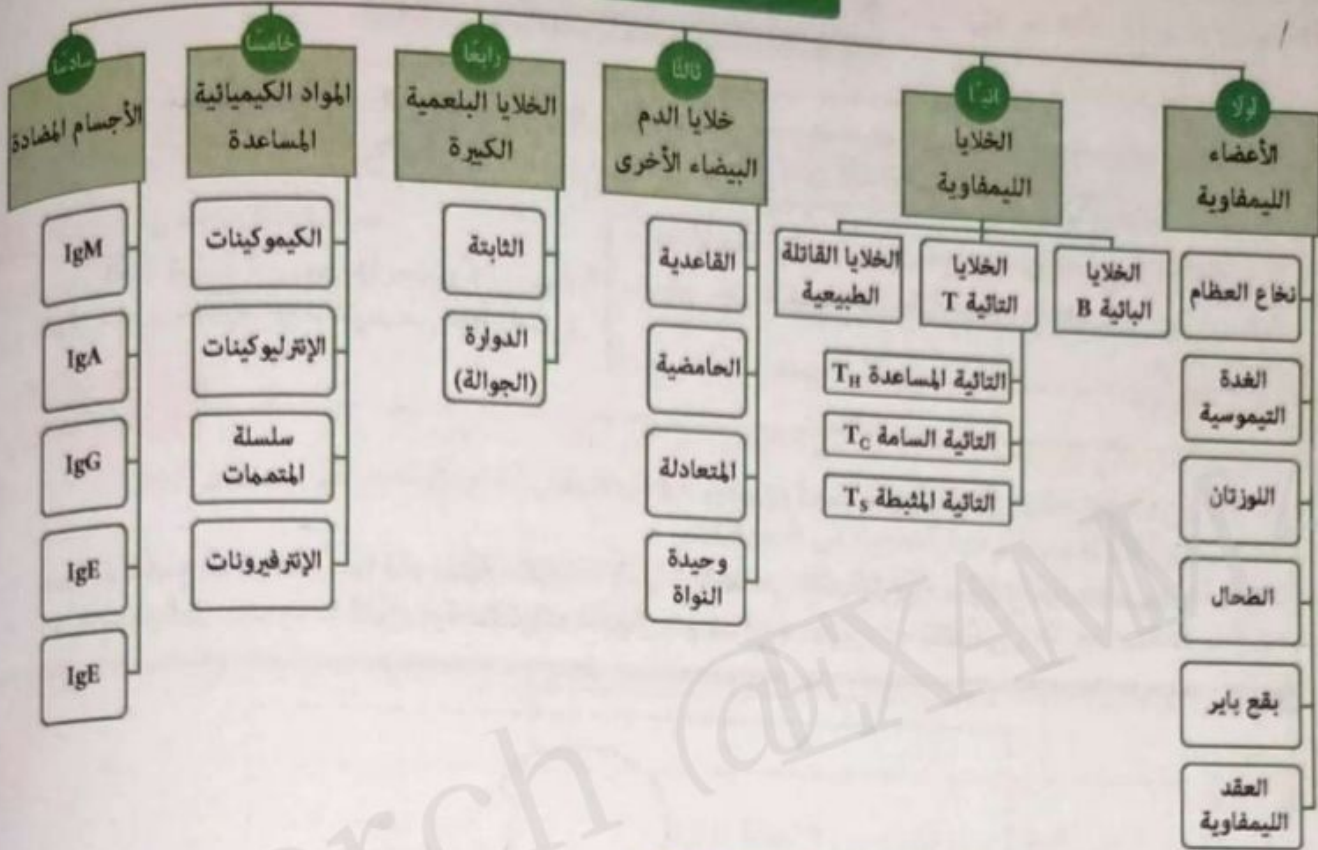 أولًا
الأعضاء
الليمفاوية
نخاع العظام
الغدة
التيموسية
اللوزتان
الطحال
بقع باير
العقد
الليمفاوية
ثانيًا
الخلايا
الليمفاوية
الخلايا
البائية B
الخلايا
التائية T
الخلايا القاتلة
الطبيعية
التائية المساعدة TH
التائية السامة TC
التائية المثبطة TS
ثالثًا
خلايا الدم
البيضاء الأخرى
القاعدية
الحامضية
المتعادلة
وحيدة
النواة
رابعًا
الخلايا البلعمية
الكبيرة
الثابتة
الدوارة
(الجوالة)
خامسًا
المواد الكيميائية
المساعدة
الكيموكينات
الإنترليوكينات
سلسلة
المتممات
الإنترفيرونات
سادسًا
الأجسام المضادة
IgM
IgA
IgG
IgE
IgE